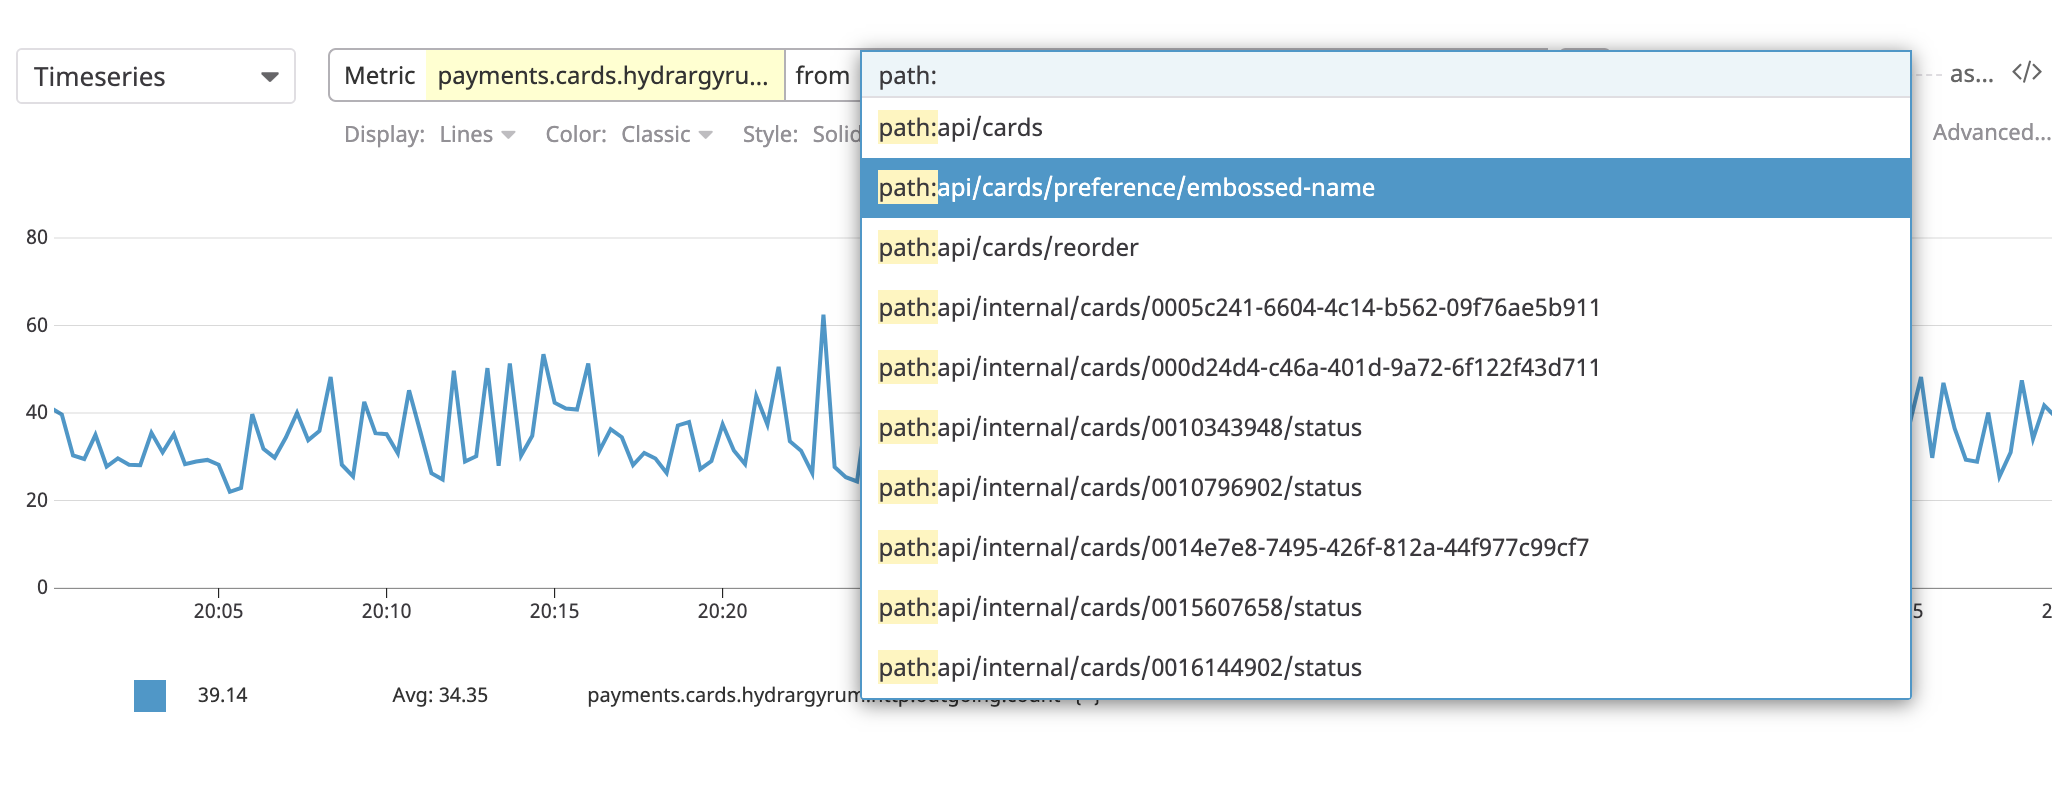 Timeseries
Metric payments.cards.hydrargyru... from path: as... </>
Display: Lines Color: Classic Style: Solid Advanced...
path:api/cards
path:api/cards/preference/embossed-name
path:api/cards/reorder
path:api/internal/cards/0005c241-6604-4c14-b562-09f76ae5b911
path:api/internal/cards/000d24d4-c46a-401d-9a72-6f122f43d711
path:api/internal/cards/0010343948/status
path:api/internal/cards/0010796902/status
path:api/internal/cards/0014e7e8-7495-426f-812a-44f977c99cf7
path:api/internal/cards/0015607658/status
path:api/internal/cards/0016144902/status
80
60
40
20
0
20:05 20:10 20:15 20:20 5 2
39.14 Avg: 34.35 payments.cards.hydrargyrum